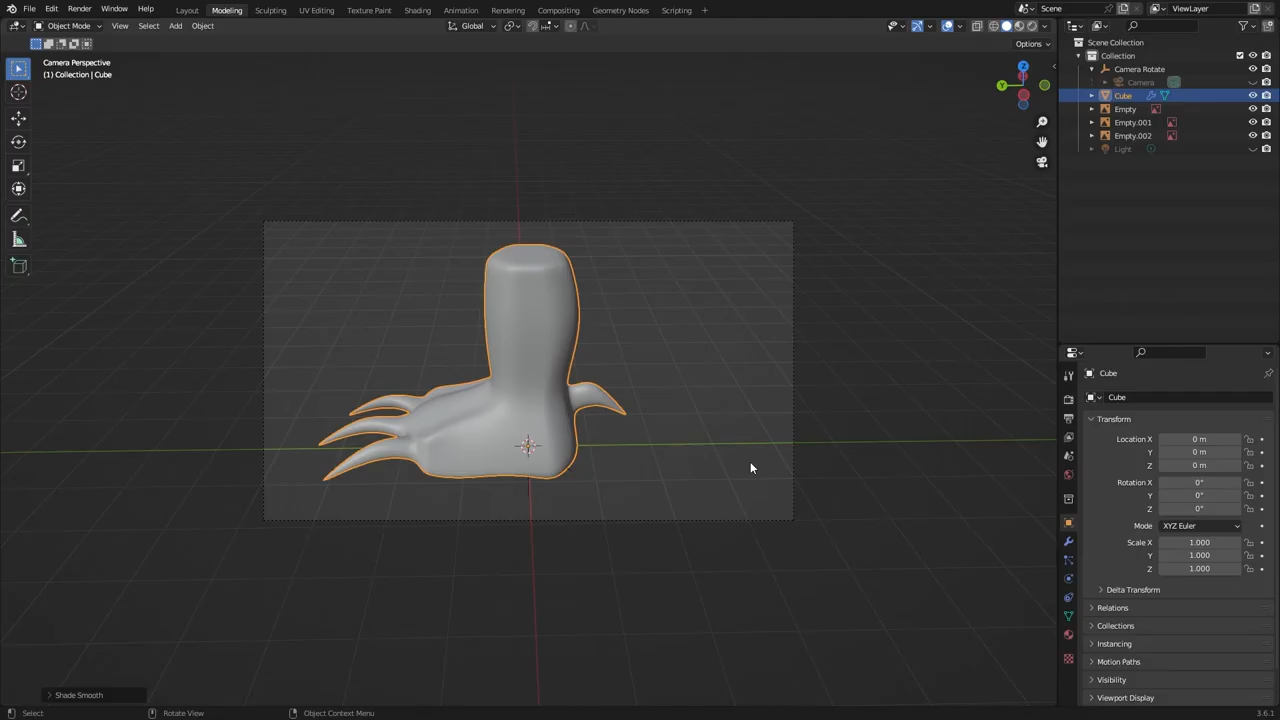 File Edit Render Window Help Layout Modeling Sculpting UV Editing Texture Paint Shading Animation Rendering Compositing Geometry Nodes Scripting + Scene ViewLayer
Object Mode View Select Add Object Global
Options
Camera Perspective
(1) Collection | Cube
X
Y
Z
Scene Collection
Collection
Camera Rotate
Camera
Cube
Empty
Empty.001
Empty.002
Light
Cube
Cube
Transform
Location X 0 m
Y 0 m
Z 0 m
Rotation X 0°
Y 0°
Z 0°
Mode XYZ Euler
Scale X 1.000
Y 1.000
Z 1.000
Delta Transform
Relations
Collections
Instancing
Motion Paths
Visibility
Viewport Display
Shade Smooth
Select Rotate View Object Context Menu 3.6.1